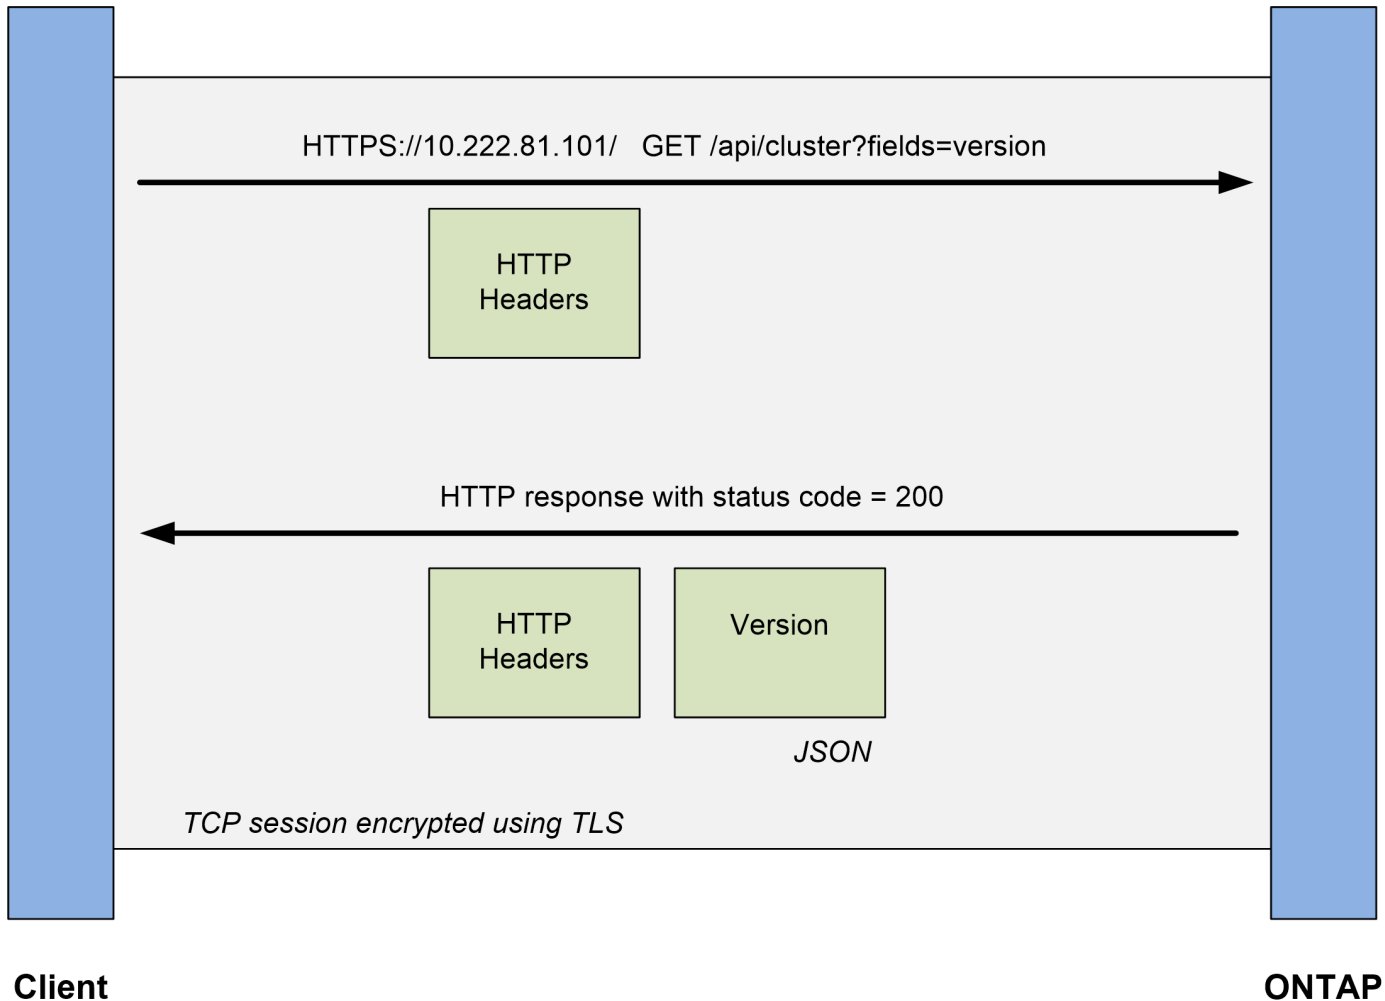 HTTPS://10.222.81.101/   GET /api/cluster?fields=version
HTTP
Headers
HTTP response with status code = 200
HTTP
Headers
Version
JSON
TCP session encrypted using TLS
Client
ONTAP